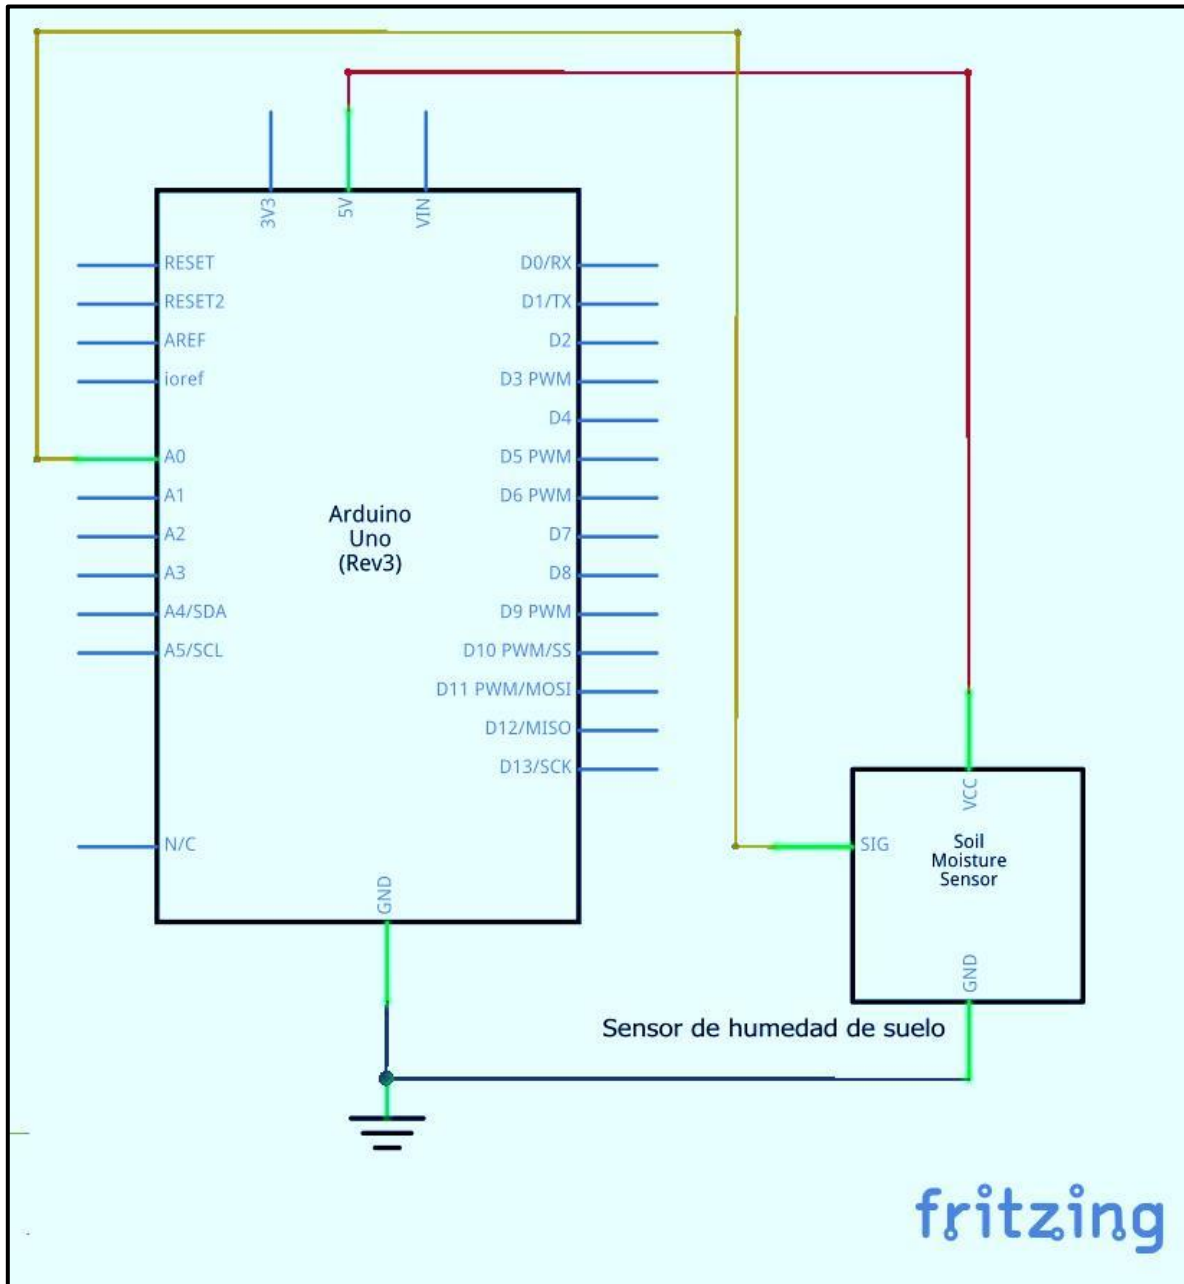 3V3
5V
VIN
RESET
RESET2
AREF
ioref
A0
A1
A2
A3
A4/SDA
A5/SCL
N/C
Arduino
Uno
(Rev3)
D0/RX
D1/TX
D2
D3 PWM
D4
D5 PWM
D6 PWM
D7
D8
D9 PWM
D10 PWM/SS
D11 PWM/MOSI
D12/MISO
D13/SCK
GND
VCC
SIG
Soil
Moisture
Sensor
GND
Sensor de humedad de suelo
fritzing